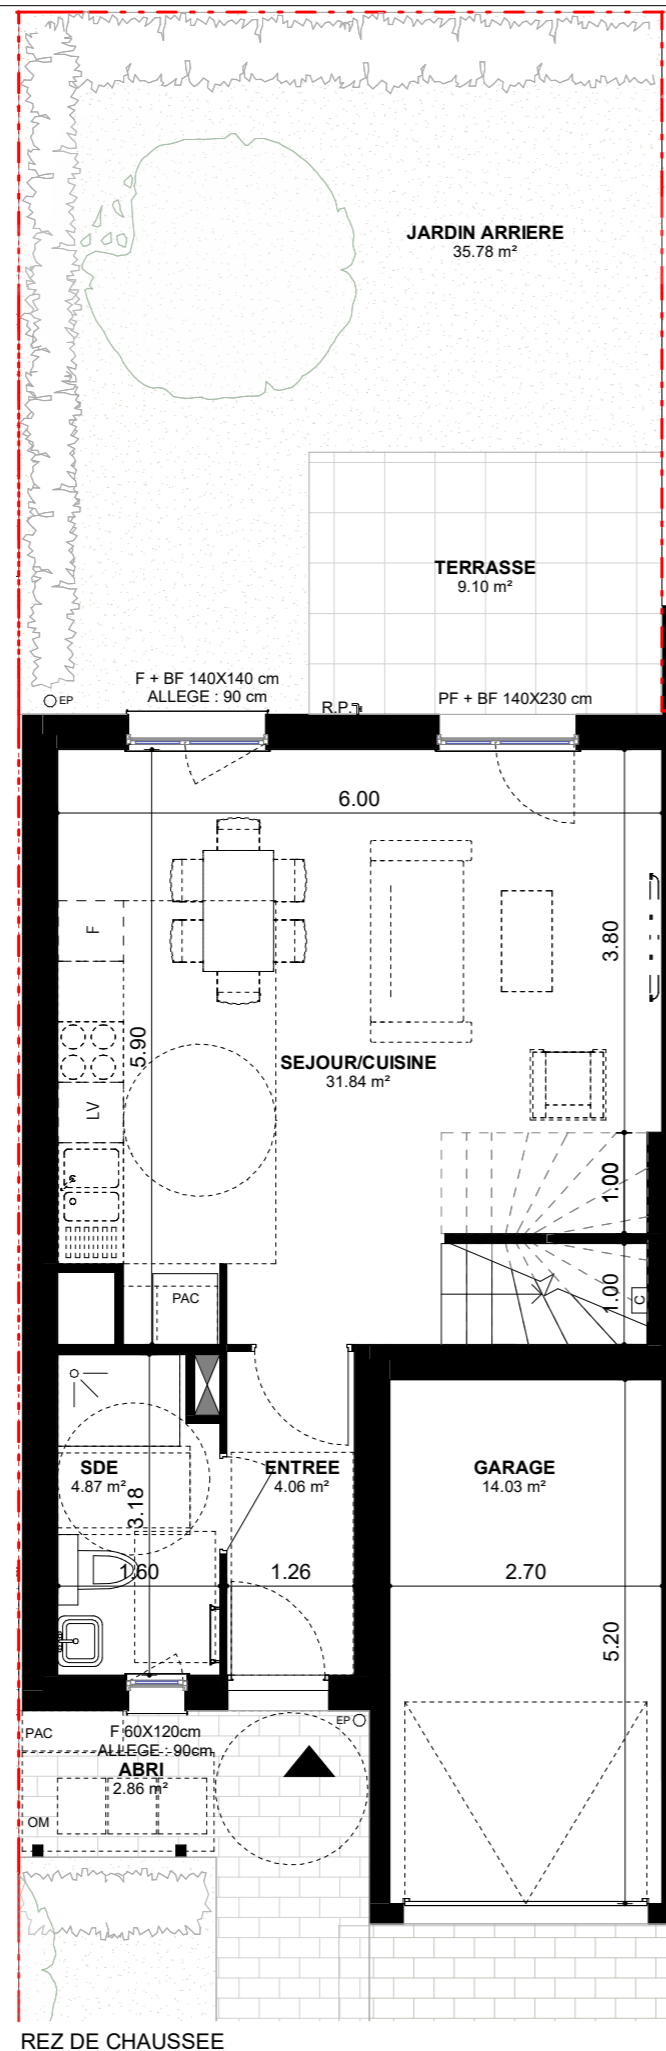 JARDIN ARRIERE
35.78 m²
TERRASSE
9.10 m²
F + BF 140X140 cm
ALLEGE : 90 cm
EP
R.P.
PF + BF 140X230 cm
6.00
F
3.80
5.90
SEJOUR/CUISINE
31.84 m²
LV
1.00
PAC
1.00
C
SDE
4.87 m²
ENTREE
4.06 m²
GARAGE
14.03 m²
3.18
1.60
1.26
2.70
5.20
PAC
F 60X120cm
ALLEGE : 90cm
EP
ABRI
2.86 m²
OM
REZ DE CHAUSSEE